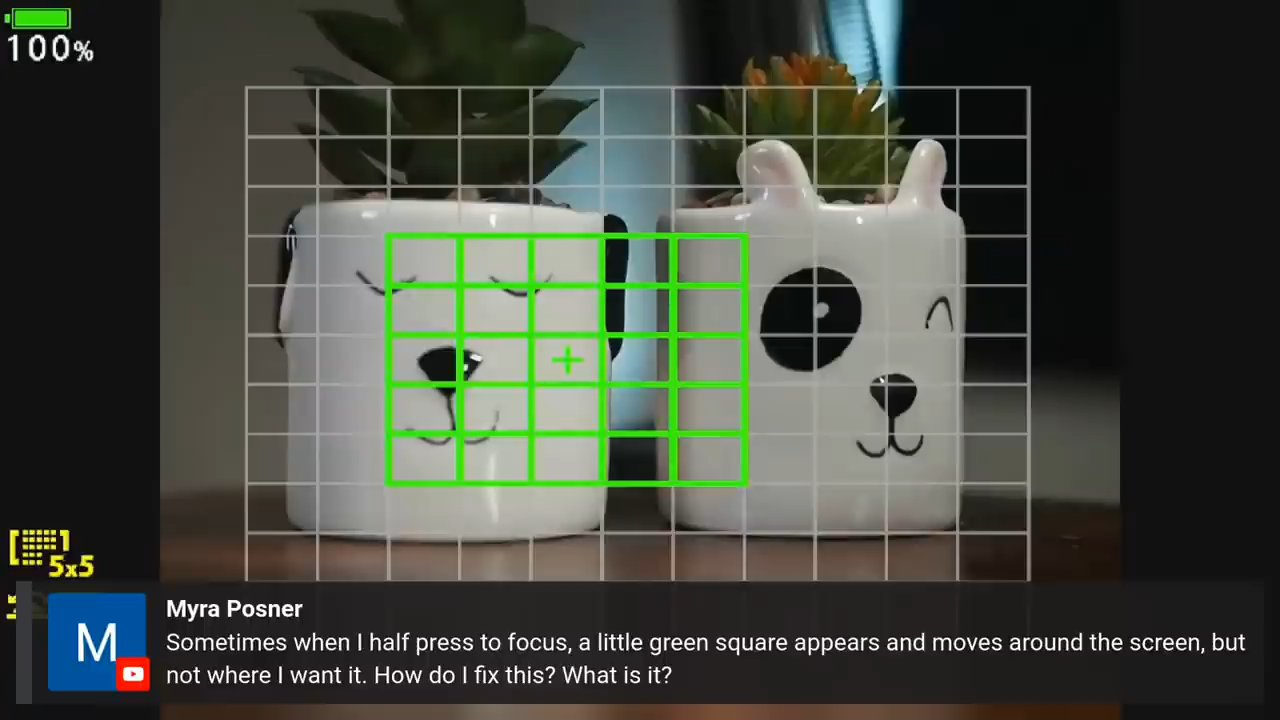 100%
[ ] 5x5
M
Myra Posner
Sometimes when I half press to focus, a little green square appears and moves around the screen, but
not where I want it. How do I fix this? What is it?